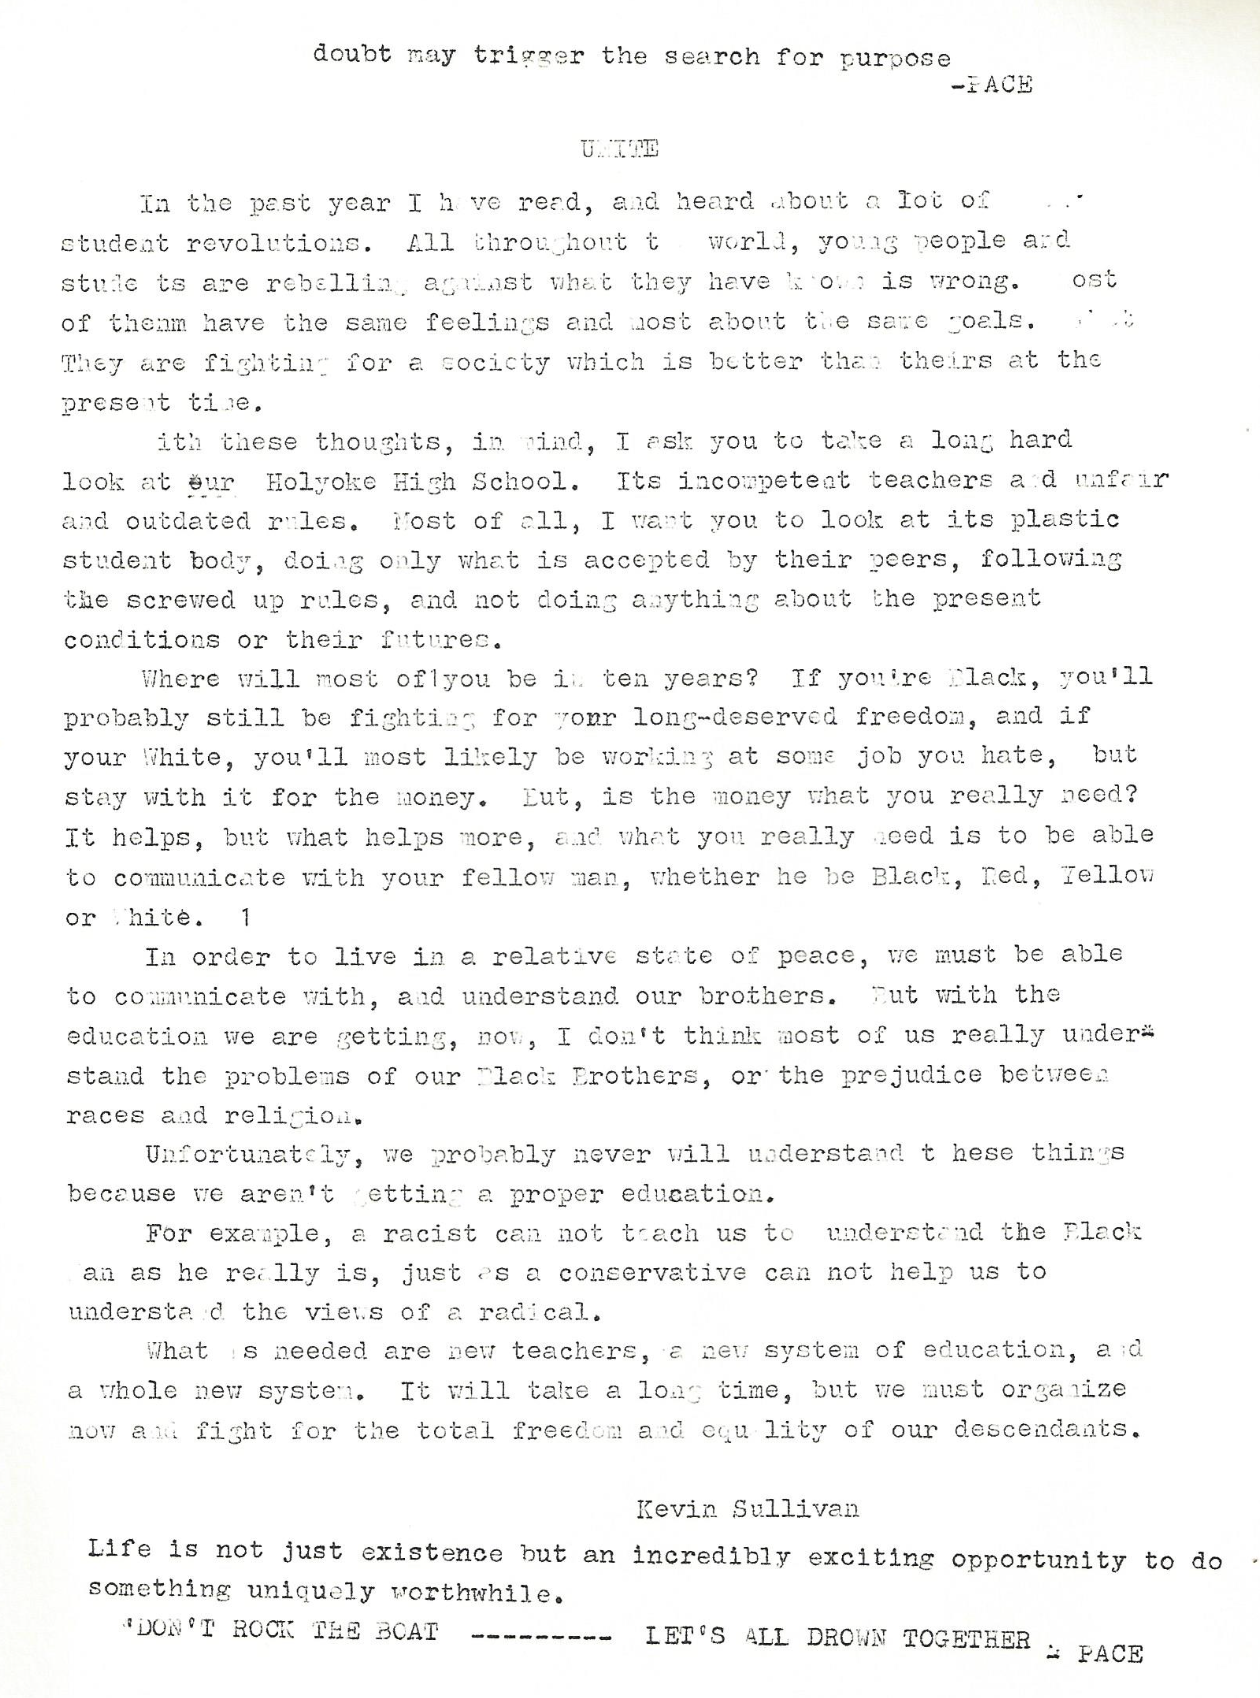 doubt may trigger the search for purpose
-PACE
UNITE
In the past year I have read, and heard about a lot of
student revolutions. All throughout t world, young people and
students are rebelling against what they have known is wrong. ost
of thenm have the same feelings and most about the same goals.
They are fighting for a society which is better than theirs at the
present time.
ith these thoughts, in mind, I ask you to take a long hard
look at our Holyoke High School. Its incompetent teachers and unfair
and outdated rules. Most of all, I want you to look at its plastic
student body, doing only what is accepted by their peers, following
the screwed up rules, and not doing anything about the present
conditions or their futures.
Where will most of1you be in ten years? If you're Black, you'll
probably still be fighting for your long-deserved freedom, and if
your White, you'll most likely be working at some job you hate, but
stay with it for the money. But, is the money what you really need?
It helps, but what helps more, and what you really need is to be able
to communicate with your fellow man, whether he be Black, Red, Yellow
or White. 1
In order to live in a relative state of peace, we must be able
to communicate with, and understand our brothers. But with the
education we are getting, now, I don't think most of us really under-
stand the problems of our Black Brothers, or the prejudice between
races and religion.
Unfortunately, we probably never will understand t hese things
because we aren't getting a proper education.
For example, a racist can not teach us to understand the Black
an as he really is, just as a conservative can not help us to
understand the views of a radical.
What is needed are new teachers, a new system of education, and
a whole new system. It will take a long time, but we must organize
now and fight for the total freedom and equality of our descendants.
Kevin Sullivan
Life is not just existence but an incredibly exciting opportunity to do
something uniquely worthwhile.
'DON'T ROCK THE BOAT --------- LET'S ALL DROWN TOGETHER - PACE